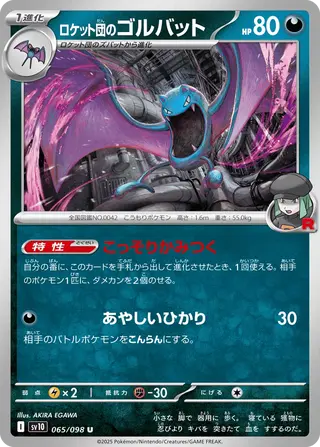 1進化
ロケット団のゴルバット
HP80
ロケット団のズバットから進化
全国図鑑NO.0042 こうもりポケモン 高さ:1.6m 重さ:55.0kg
R
特性 こっそりかみつく
自分の番に、このカードを手札から出して進化させたとき、1回使える。相手
のポケモン1匹に、ダメカンを2個のせる。
あやしいひかり 30
相手のバトルポケモンをこんらんにする。
弱点 ×2 抵抗力 -30 にげる
Illus. AKIRA EGAWA
I sv10 065/098 U
小さな足で器用に歩く。眠る獲物に
忍びより キバを突きたて血を吸いだす。
©2025 Pokémon/Nintendo/Creatures/GAME FREAK.